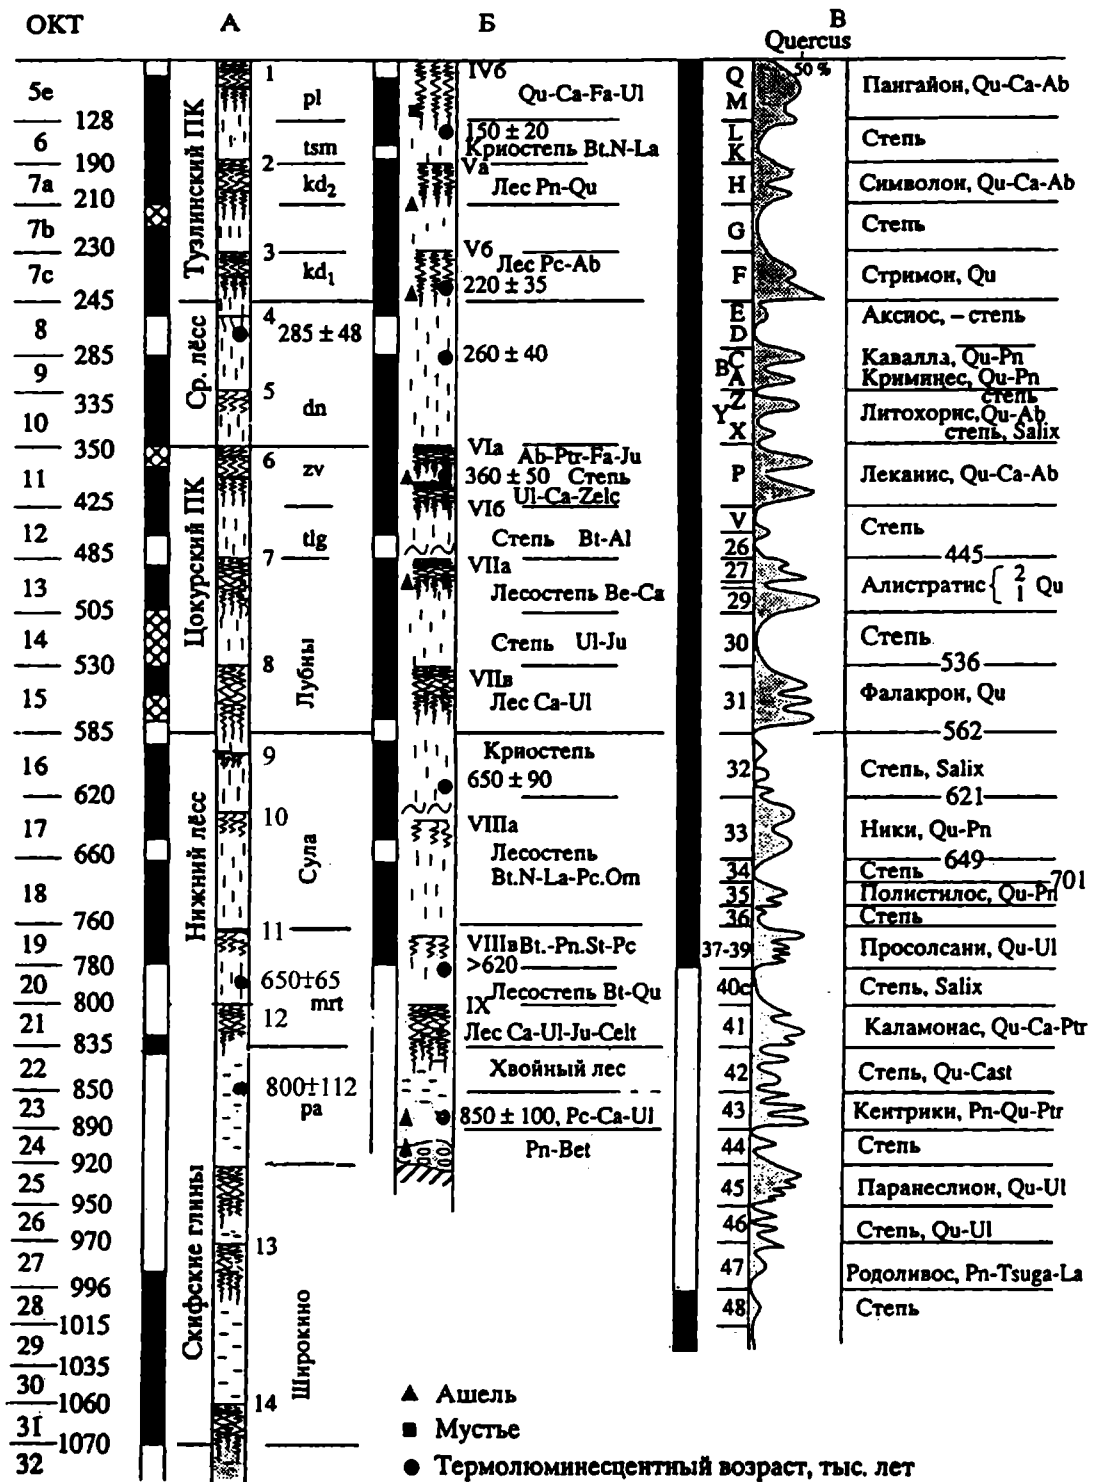 ОКТ А Б В
Quercus
50 %
5e
128
6
190
7a
210
7b
230
7c
245
8
285
9
335
10
350
11
425
12
485
13
505
14
530
15
585
16
620
17
660
18
760
19
780
20
800
21
835
22
850
23
890
24
920
25
950
26
970
27
996
28
1015
29
1035
30
1060
31
1070
32
Тузлинский ПК
Ср. лёсс
Цокурский ПК
Нижний лёсс
Скифские глины
1
pl
tsm
2
kd2
3
kd1
4
285 ± 48
5
dn
6
zv
tlg
7
8
Лубны
9
10
Сула
11
650±65
mrt
12
800±112
pa
13
Широкино
14
IVб
Qu-Ca-Fa-Ul
150 ± 20
Криостепь Bt.N-La
Va
Лес Pn-Qu
Vб
Лес Pc-Ab
220 ± 35
260 ± 40
VIa
Ab-Ptr-Fa-Ju
360 ± 50 Степь
Ul-Ca-Zelc
VIб
Степь Bt-Al
VIIa
Лесостепь Be-Ca
Степь Ul-Ju
VIIв
Лес Ca-Ul
Криостепь
650 ± 90
VIIIa
Лесостепь
Bt.N-La-Pc.Om
VIIIв Bt.-Pn.St-Pc
>620
Лесостепь Bt-Qu
IX
Лес Ca-Ul-Ju-Celt
Хвойный лес
850 ± 100, Pc-Ca-Ul
Pn-Bet
Q
M
L
K
H
G
F
E
D
C
B
A
Z
Y
X
P
V
26
27
29
30
31
32
33
34
35
36
37-39
40c
41
42
43
44
45
46
47
48
Пангайон, Qu-Ca-Ab
Степь
Символон, Qu-Ca-Ab
Степь
Стримон, Qu
Аксиос, – степь
Кавалла, Qu-Pn
Кримиnес, Qu-Pn
степь
Литохорис, Qu-Ab
степь, Salix
Леканис, Qu-Ca-Ab
Степь
445
Алистратис { 2 1 Qu
Степь
536
Фалакрон, Qu
562
Степь, Salix
621
Ники, Qu-Pn
649
Степь
701
Полистилос, Qu-Pn
Степь
Просолсани, Qu-Ul
Степь, Salix
Каламонас, Qu-Ca-Ptr
Степь, Qu-Cast
Кентрики, Pn-Qu-Ptr
Степь
Паранеслион, Qu-Ul
Степь, Qu-Ul
Родоливос, Pn-Tsuga-La
Степь
▲ Ашель
■ Мустье
● Термолюминесцентный возраст, тыс. лет